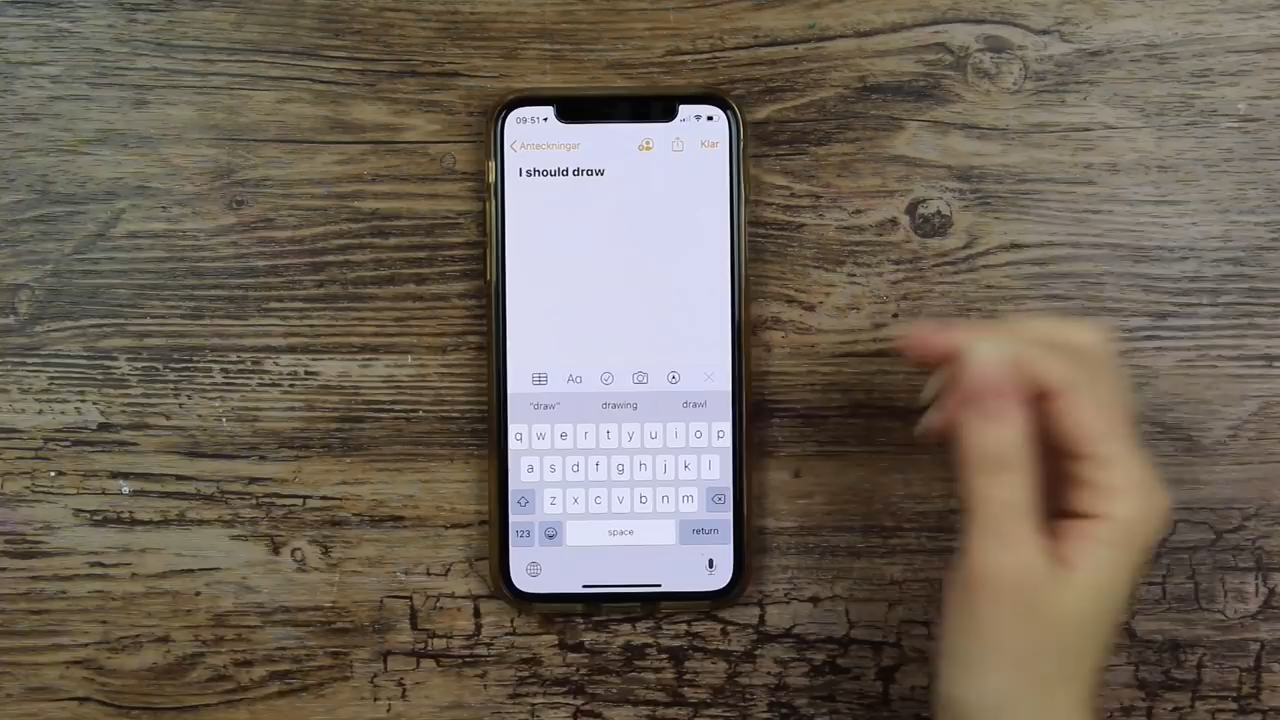 09:51
Anteckningar Klar
I should draw
Aa
"draw" drawing drawl
q w e r t y u i o p
a s d f g h j k l
z x c v b n m
123 space return